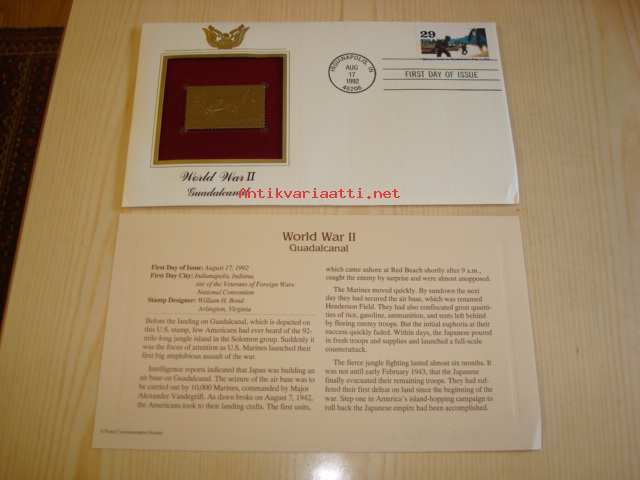 29
INDIANAPOLIS, IN
AUG
17
1992
46206
FIRST DAY OF ISSUE
World War II
Guadalcanal
antikvariaatti.net
World War II
Guadalcanal
First Day of Issue: August 17, 1992
First Day City: Indianapolis, Indiana,
site of the Veterans of Foreign Wars
National Convention
Stamp Designer: William H. Bond
Arlington, Virginia
Before the landing on Guadalcanal, which is depicted on
this U.S. stamp, few Americans had ever heard of the 92-
mile-long jungle island in the Solomon group. Suddenly it
was the focus of attention as U.S. Marines launched their
first big amphibious assault of the war.
Intelligence reports indicated that Japan was building an
air base on Guadalcanal. The seizure of the air base was to
be carried out by 10,000 Marines, commanded by Major
Alexander Vandegrift. As dawn broke on August 7, 1942,
the Americans took to their landing crafts. The first units,
which came ashore at Red Beach shortly after 9 a.m.,
caught the enemy by surprise and were almost unopposed.
The Marines moved quickly. By sundown the next
day they had secured the air base, which was renamed
Henderson Field. They had also confiscated great quanti-
ties of rice, gasoline, ammunition, and tents left behind
by fleeing enemy troops. But the initial euphoria at their
success quickly faded. Within days, the Japanese poured
in fresh troops and supplies and launched a full-scale
counterattack.
The fierce jungle fighting lasted almost six months. It
was not until early February 1943, that the Japanese
finally evacuated their remaining troops. They had suf-
fered their first defeat on land since the beginning of the
war. Step one in America's island-hopping campaign to
roll back the Japanese empire had been accomplished.
© Postal Commemorative Society